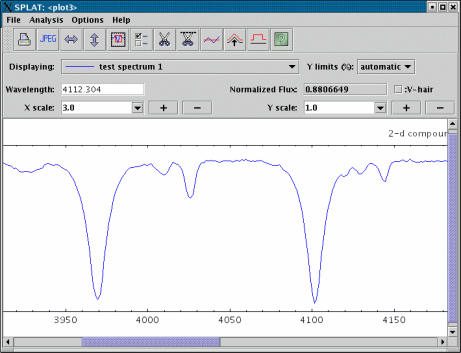 SPLAT: <plot3>
File Analysis Options Help
JPEG
Displaying: test spectrum 1 Y limits (%): automatic
Wavelength: 4112.304 Normalized Flux: 0.8806649 :V-hair
X scale: 3.0 + − Y scale: 1.0 + −
2-d compour
3950 4000 4050 4100 4150